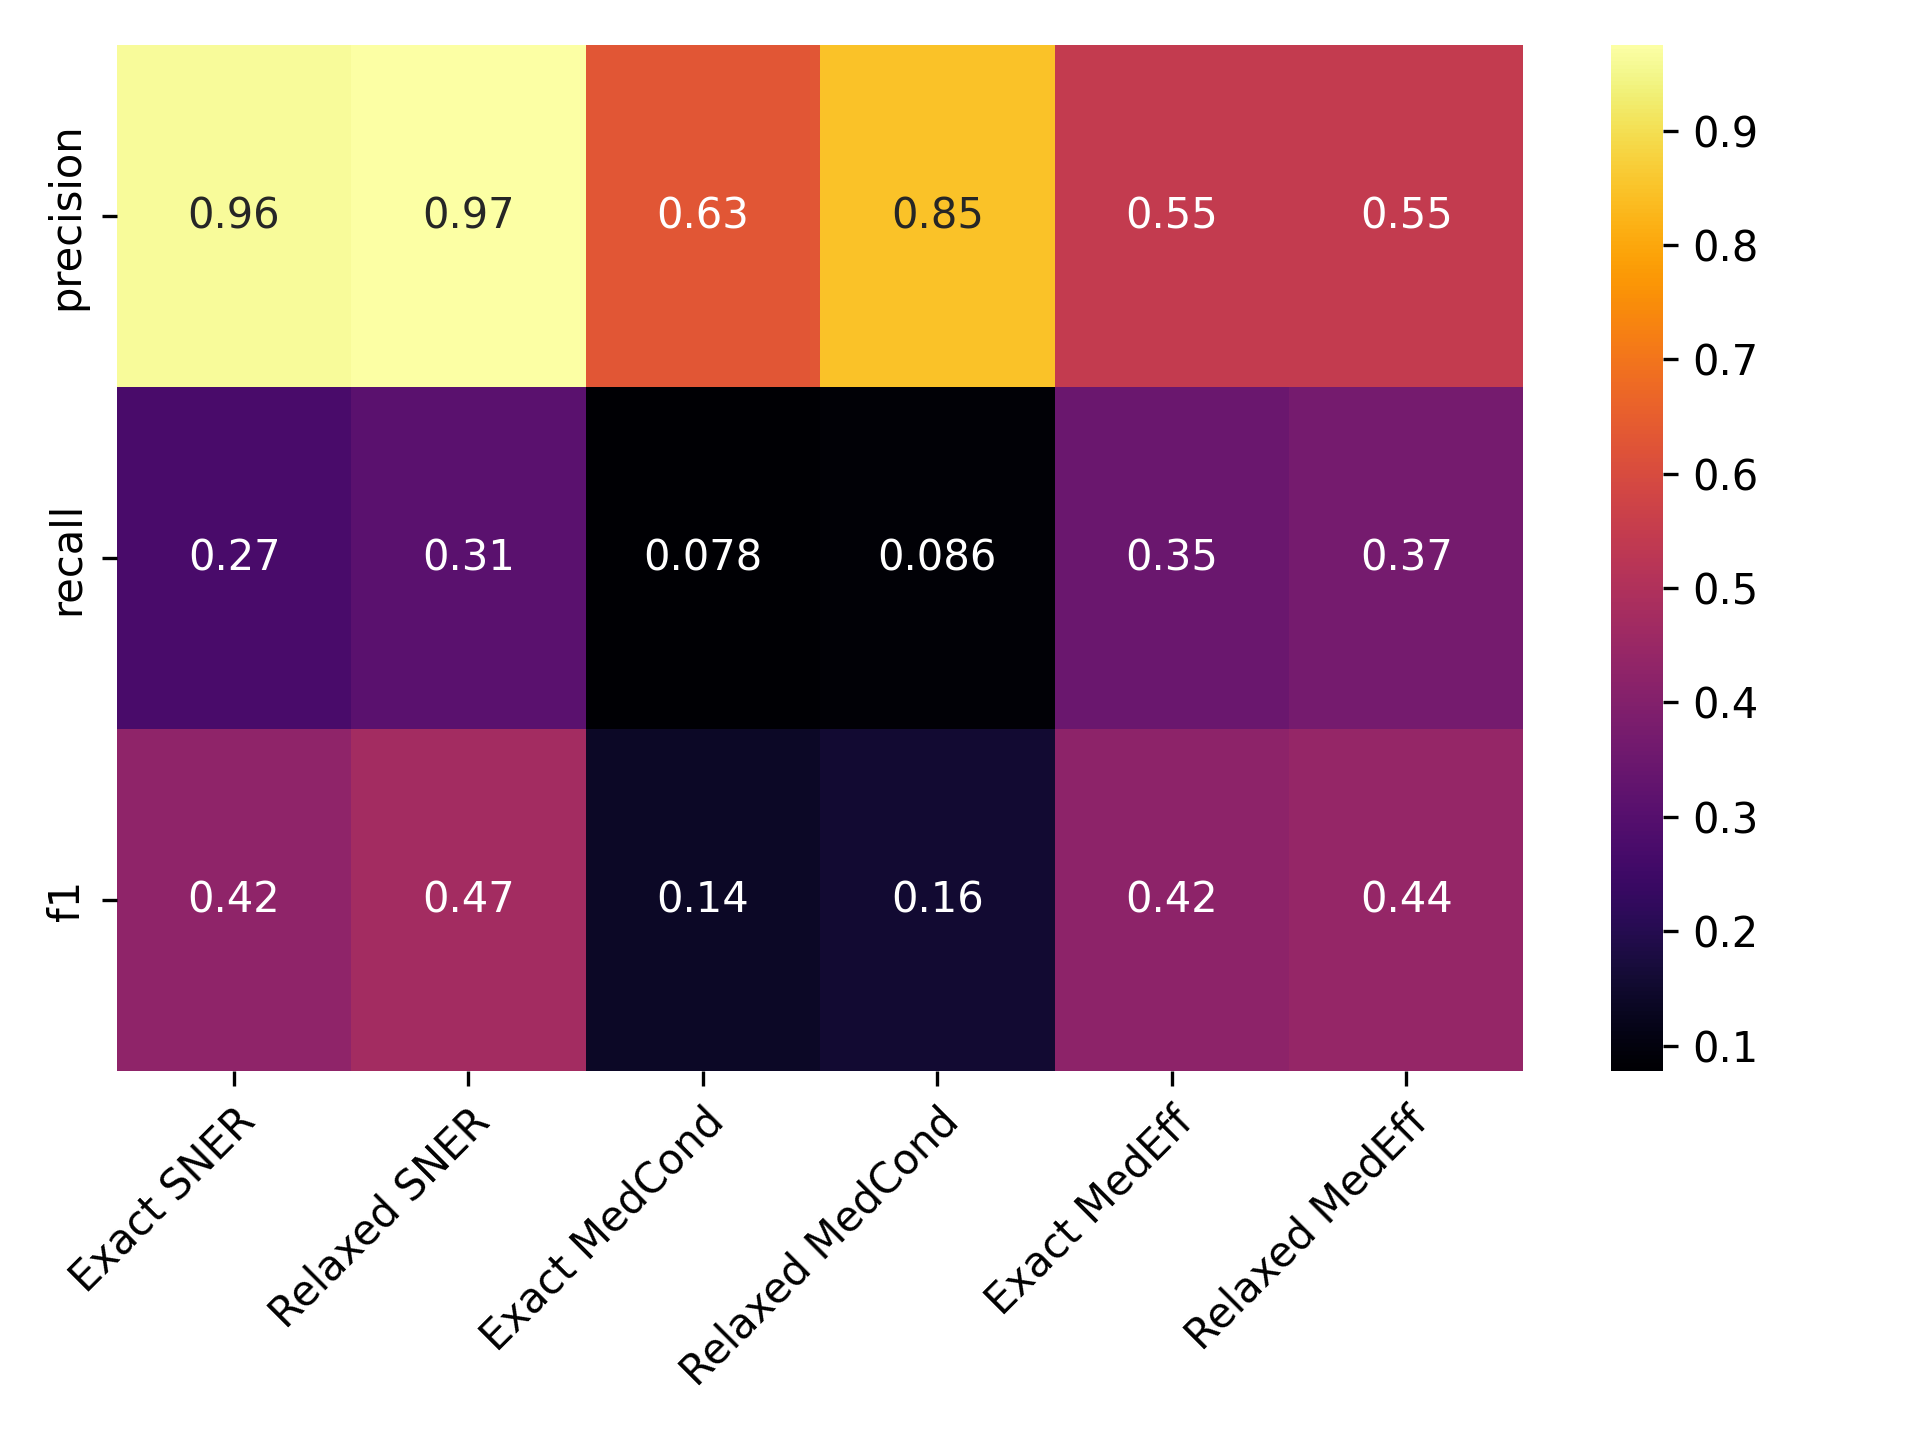 precision
0.96 0.97 0.63 0.85 0.55 0.55
recall
0.27 0.31 0.078 0.086 0.35 0.37
f1
0.42 0.47 0.14 0.16 0.42 0.44
Exact SNER
Relaxed SNER
Exact MedCond
Relaxed MedCond
Exact MedEff
Relaxed MedEff
0.9
0.8
0.7
0.6
0.5
0.4
0.3
0.2
0.1